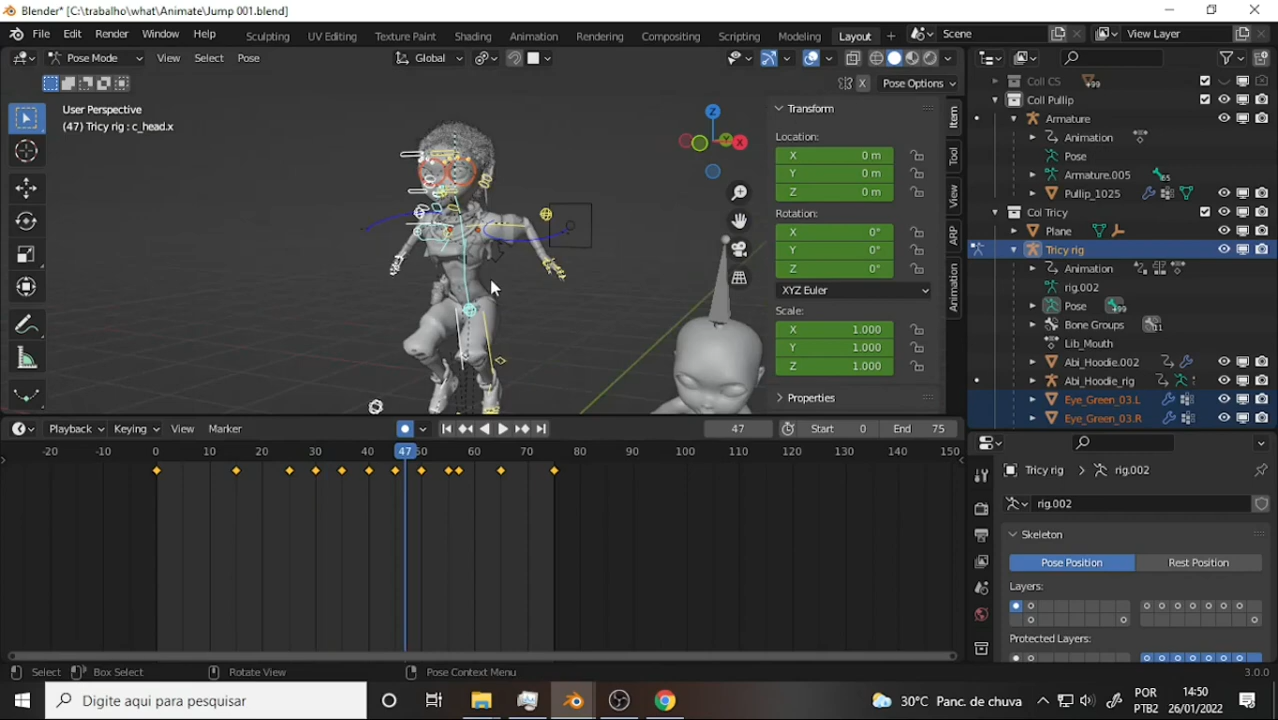 Blender* [C:\trabalho\what\Animate\Jump 001.blend]
File Edit Render Window Help Sculpting UV Editing Texture Paint Shading Animation Rendering Compositing Scripting Modeling Layout + Scene View Layer
Pose Mode View Select Pose Global
X Pose Options
User Perspective
(47) Tricy rig : c_head.x
Z
Y
X
Transform
Location:
X 0 m
Y 0 m
Z 0 m
Rotation:
X 0°
Y 0°
Z 0°
XYZ Euler
Scale:
X 1.000
Y 1.000
Z 1.000
Properties
Item
Tool
View
ARP
Animation
Coll CS 99
Coll Pullip
Armature
Animation
Pose
Armature.005 65
Pullip_1025
Col Tricy
Plane
Tricy rig
Animation
rig.002
Pose 99
Bone Groups 11
Lib_Mouth
Abi_Hoodie.002
Abi_Hoodie_rig
Eye_Green_03.L
Eye_Green_03.R
Playback Keying View Marker 47 Start 0 End 75
-20 -10 0 10 20 30 40 47 50 60 70 80 90 100 110 120 130 140 150
Tricy rig > rig.002
rig.002
Skeleton
Pose Position Rest Position
Layers:
Protected Layers:
Select Box Select Rotate View Pose Context Menu 3.0.0
Digite aqui para pesquisar
30°C Panc. de chuva
POR 14:50
PTB2 26/01/2022